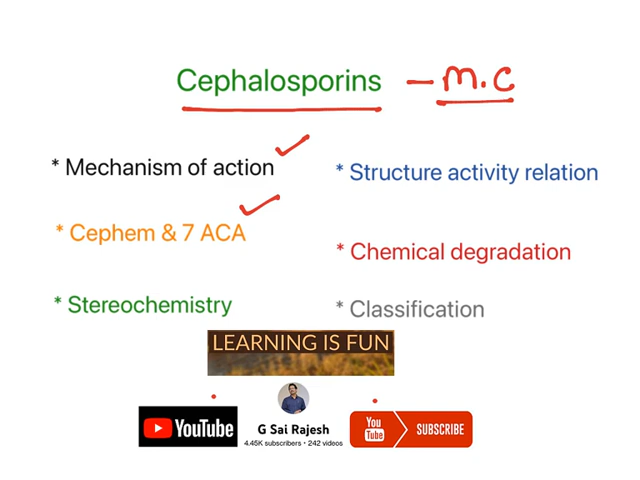 Cephalosporins – M.C
* Mechanism of action
* Structure activity relation
* Cephem & 7 ACA
* Chemical degradation
* Stereochemistry
* Classification
LEARNING IS FUN
YouTube
G Sai Rajesh
4.45K subscribers • 242 videos
You
Tube
SUBSCRIBE